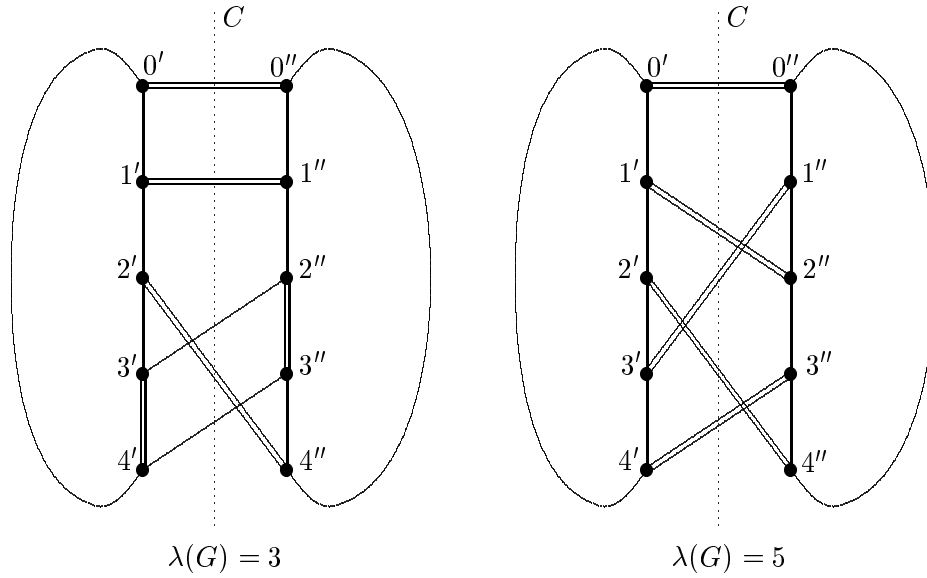 C C
0′ 0″ 0′ 0″
1′ 1″ 1′ 1″
2′ 2″ 2′ 2″
3′ 3″ 3′ 3″
4′ 4″ 4′ 4″
λ(G) = 3 λ(G) = 5